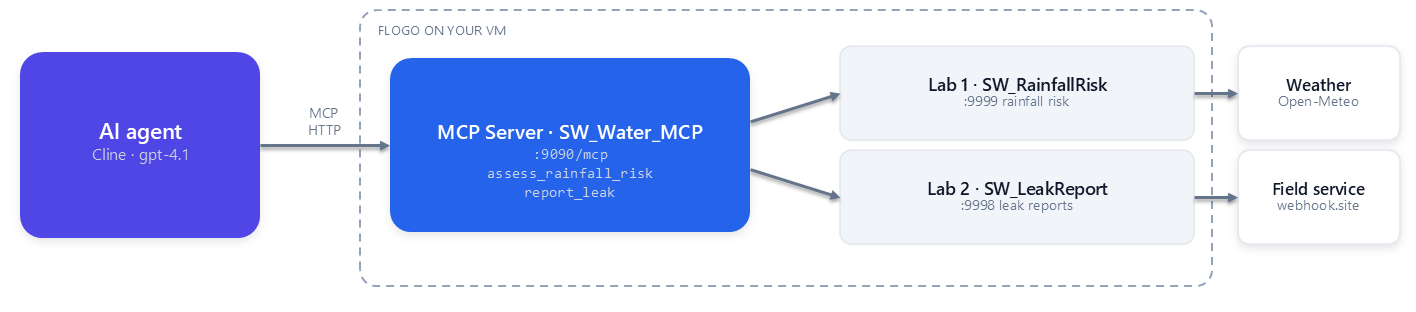 FLOGO ON YOUR VM
AI agent
Cline · gpt-4.1
MCP
HTTP
MCP Server · SW_Water_MCP
:9090/mcp
assess_rainfall_risk
report_leak
Lab 1 · SW_RainfallRisk
:9999 rainfall risk
Lab 2 · SW_LeakReport
:9998 leak reports
Weather
Open-Meteo
Field service
webhook.site